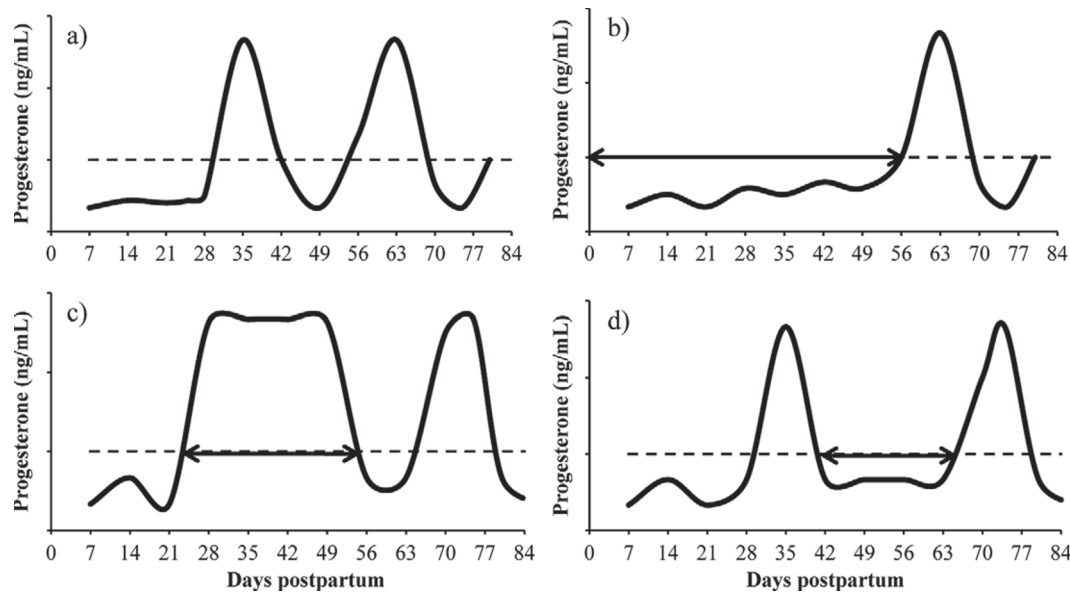 a)
Progesterone (ng/mL)
0 7 14 21 28 35 42 49 56 63 70 77 84
b)
Progesterone (ng/mL)
0 7 14 21 28 35 42 49 56 63 70 77 84
c)
Progesterone (ng/mL)
0 7 14 21 28 35 42 49 56 63 70 77 84
Days postpartum
d)
Progesterone (ng/mL)
0 7 14 21 28 35 42 49 56 63 70 77 84
Days postpartum